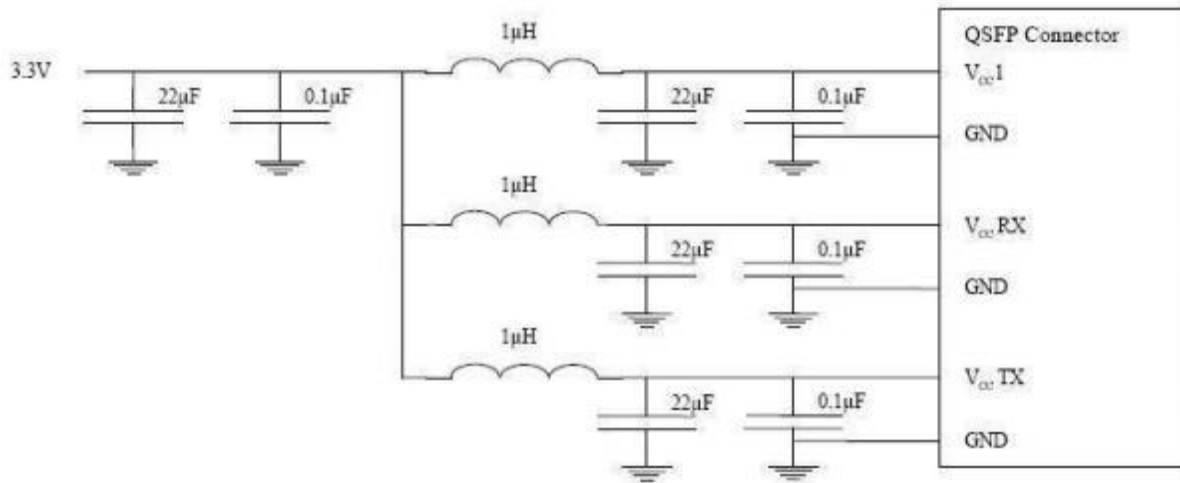 1µH
QSFP Connector
3.3V
Vcc1
22µF
0.1µF
22µF
0.1µF
GND
1µH
Vcc RX
22µF
0.1µF
GND
1µH
Vcc TX
22µF
0.1µF
GND